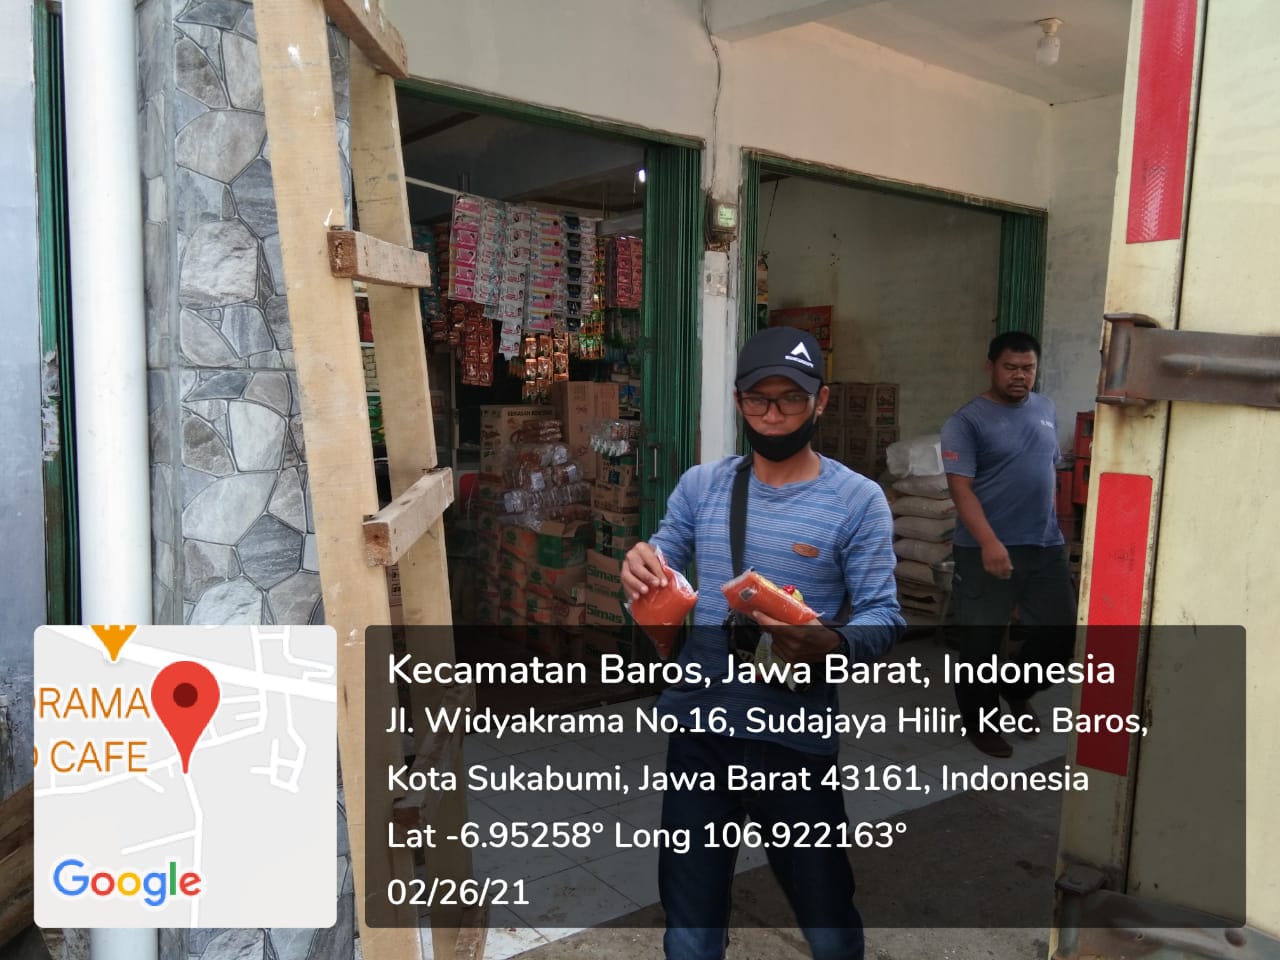 Simas
Simas
RAMA
CAFE
Google
Kecamatan Baros, Jawa Barat, Indonesia
Jl. Widyakrama No.16, Sudajaya Hilir, Kec. Baros,
Kota Sukabumi, Jawa Barat 43161, Indonesia
Lat -6.95258° Long 106.922163°
02/26/21